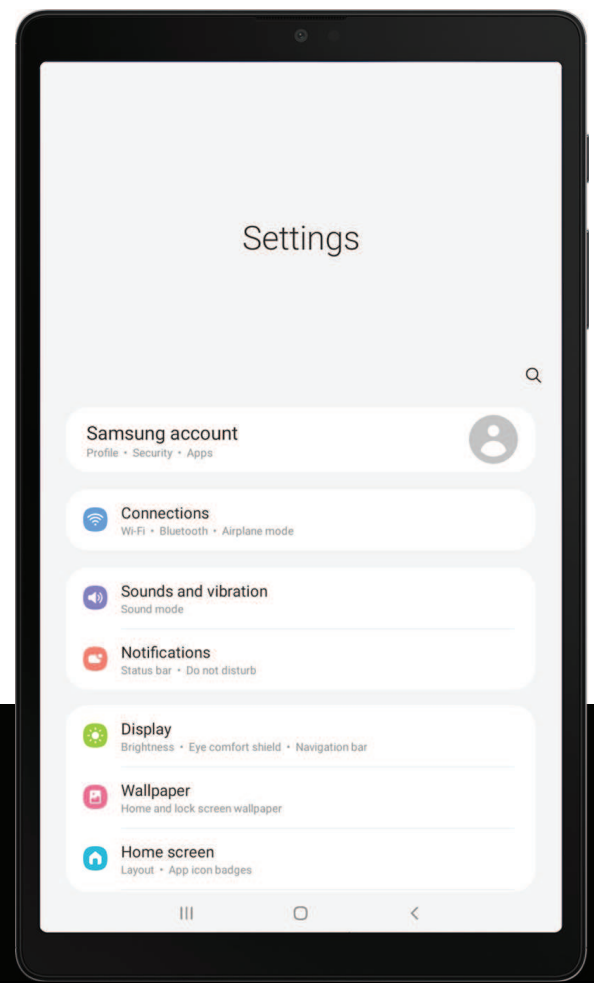 Settings
Samsung account
Profile • Security • Apps
Connections
Wi-Fi • Bluetooth • Airplane mode
Sounds and vibration
Sound mode
Notifications
Status bar • Do not disturb
Display
Brightness • Eye comfort shield • Navigation bar
Wallpaper
Home and lock screen wallpaper
Home screen
Layout • App icon badges